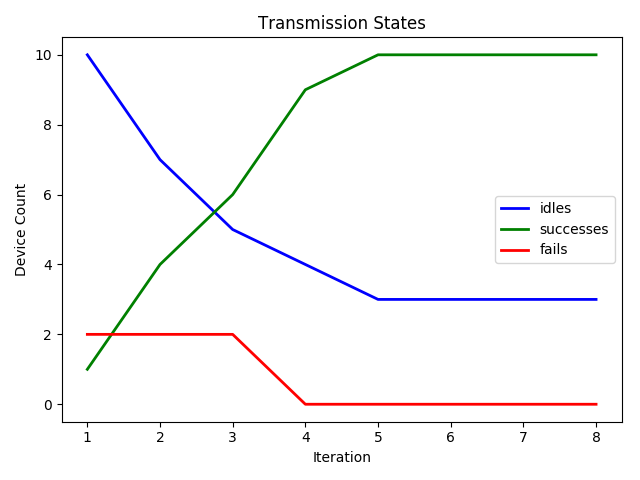 Transmission States
Device Count
10
8
6
4
2
0
idles
successes
fails
1 2 3 4 5 6 7 8
Iteration